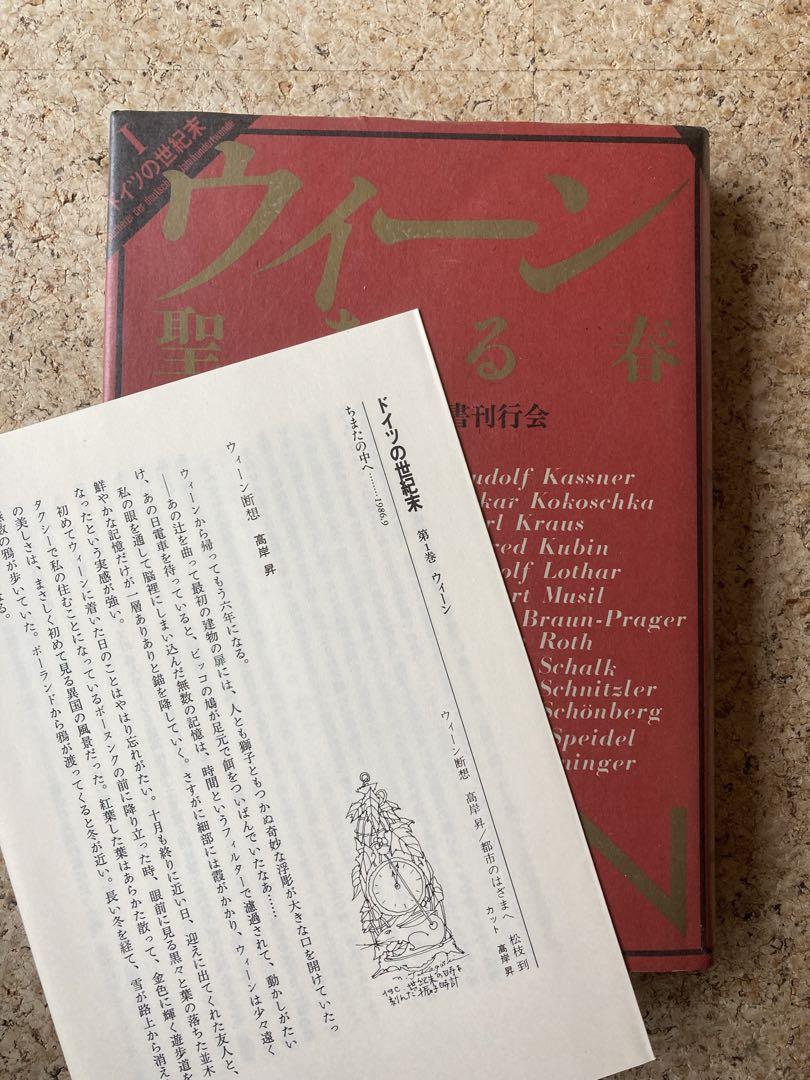 I
ドイツの世紀末
ウィーン
聖なる春
書刊行会
udolf Kassner
kar Kokoschka
rl Kraus
red Kubin
olf Lothar
rt Musil
Braun-Prager
Roth
Schalk
Schnitzler
Schönberg
Speidel
ninger
N
ドイツの世紀末 第1巻 ウィーン
ちまたの中へ………1986.9
ウィーン断想 高岸 昇/都市のはざまへ 松枝 到
カット 高岸 昇
ウィーン断想 高岸 昇
ウィーンから帰ってもう六年になる。
――あの辻を曲って最初の建物の扉には、人とも獅子ともつかぬ奇妙な浮彫が大きな口を開けていたっ
け、あの日電車を待っていると、ビッコの鳩が足元で餌をついばんでいたなあ……
私の眼を通して脳裡にしまい込んだ無数の記憶は、時間というフィルターで濾過されて、動かしがたい
鮮やかな記憶だけが一層ありありと錨を降していく。さすがに細部には霞がかかり、ウィーンは少々遠く
なったという実感が強い。
初めてウィーンに着いた日のことはやはり忘れがたい。十月も終りに近い日、迎えに出てくれた友人と、
タクシーで私の住むことになっているボーヌンクの前に降り立った時、眼前に見る黒々と葉の落ちた並木
の美しさは、まさしく初めて見る異国の風景だった。紅葉した葉はあらかた散って、金色に輝く遊歩道を
無数の鴉が歩いていた。ポーランドから鴉が渡ってくると冬が近い。長い冬を経て、雪が路上から消え
なる。